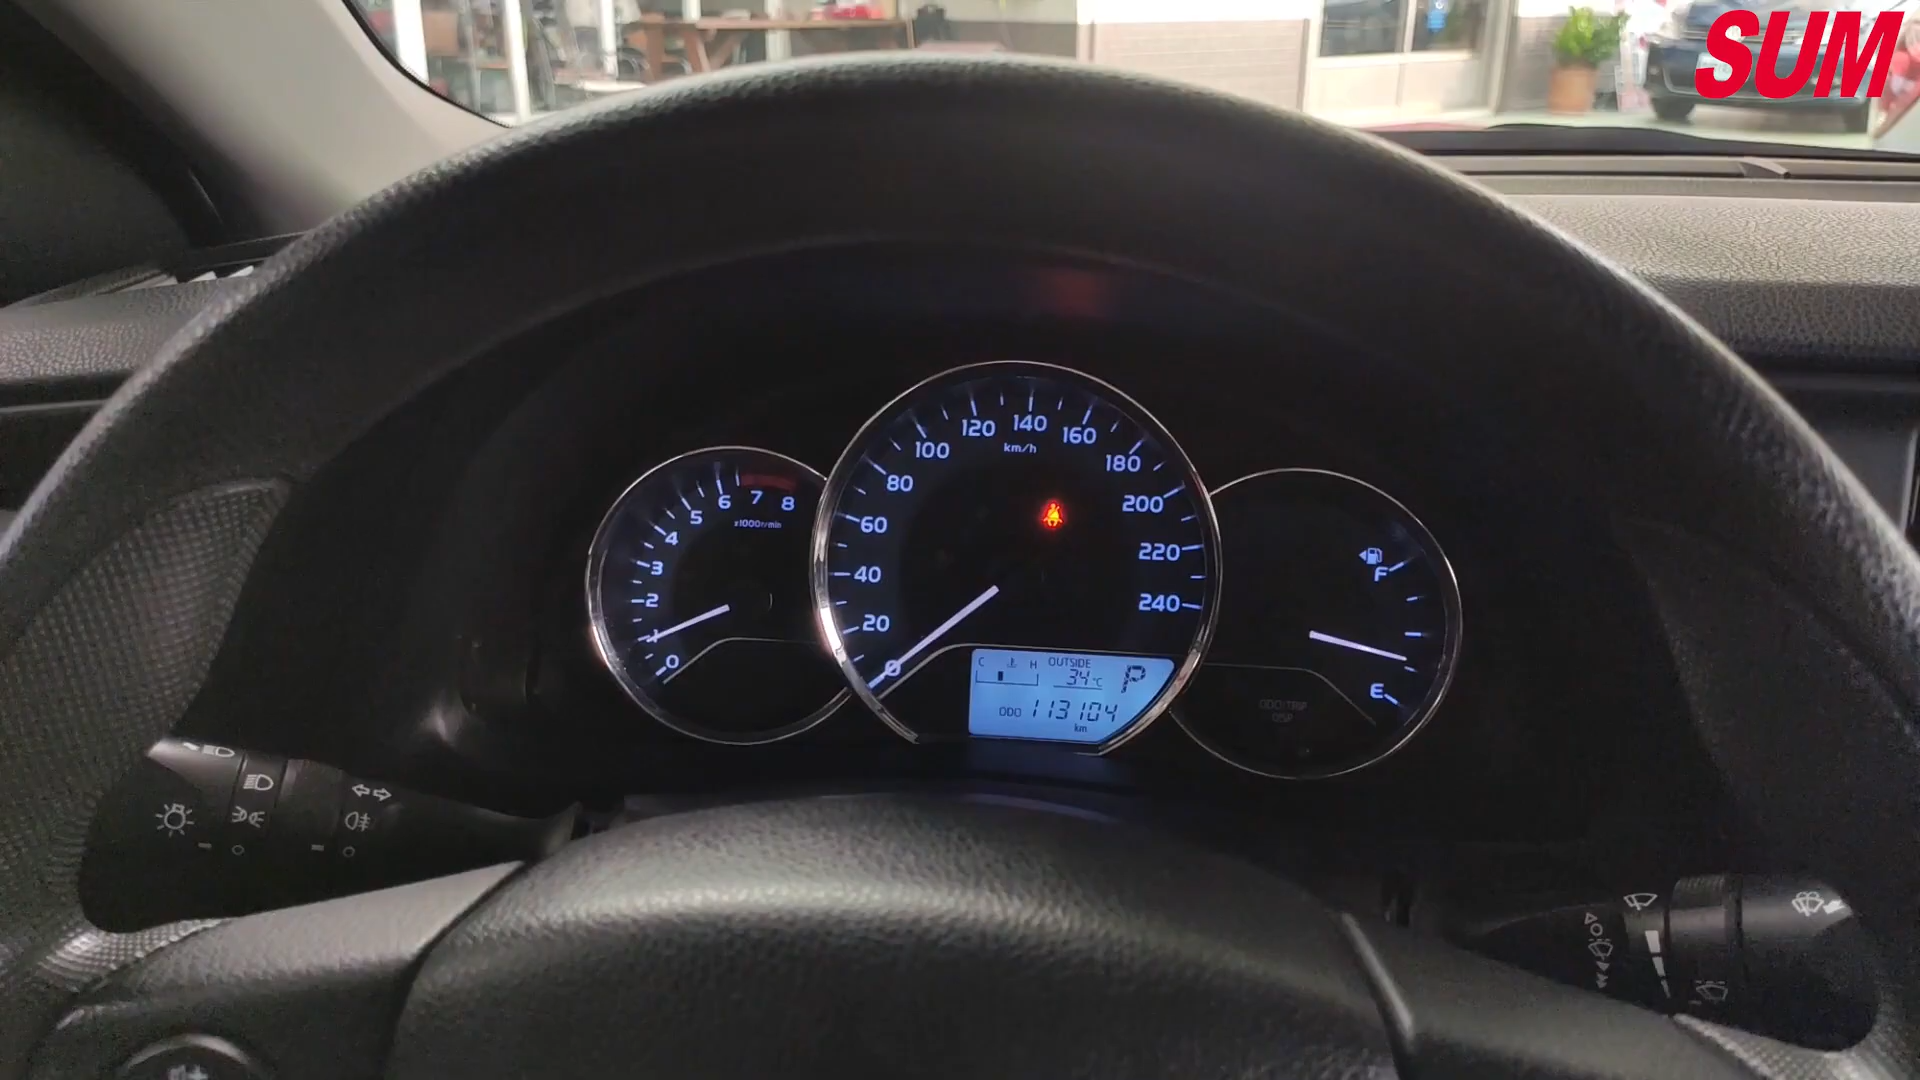 SUM
120 140 160
100 km/h 180
80 200
60 220
40 240
20
0
6 7 8
5 x1000r/min
4
3
2
1
0
F
E
C H OUTSIDE
34°C P
ODO 113104
km
ODO/TRIP
DISP